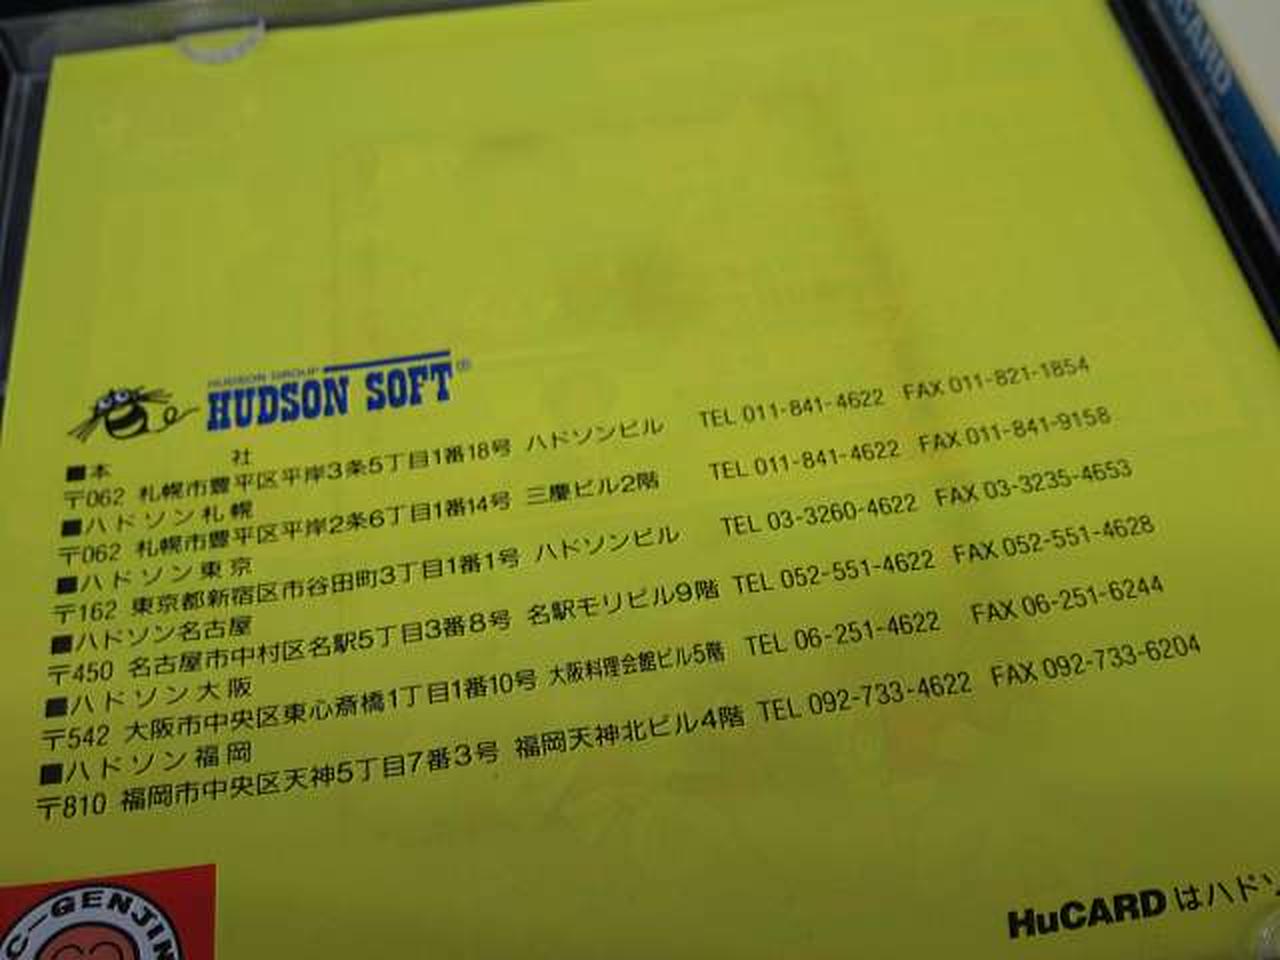 HuCARD
HUDSON GROUP
HUDSON SOFT®
■本 社
〒062 札幌市豊平区平岸3条5丁目1番18号 ハドソンビル TEL 011-841-4622 FAX 011-821-1854
■ハドソン札幌
〒062 札幌市豊平区平岸2条6丁目1番14号 三慶ビル2階 TEL 011-841-4622 FAX 011-841-9158
■ハドソン東京
〒162 東京都新宿区市谷田町3丁目1番1号 ハドソンビル TEL 03-3260-4622 FAX 03-3235-4653
■ハドソン名古屋
〒450 名古屋市中村区名駅5丁目3番8号 名駅モリビル9階 TEL 052-551-4622 FAX 052-551-4628
■ハドソン大阪
〒542 大阪市中央区東心斎橋1丁目1番10号 大阪料理会館ビル5階 TEL 06-251-4622 FAX 06-251-6244
■ハドソン福岡
〒810 福岡市中央区天神5丁目7番3号 福岡天神北ビル4階 TEL 092-733-4622 FAX 092-733-6204
C-GENJIN
HuCARDはハドソ